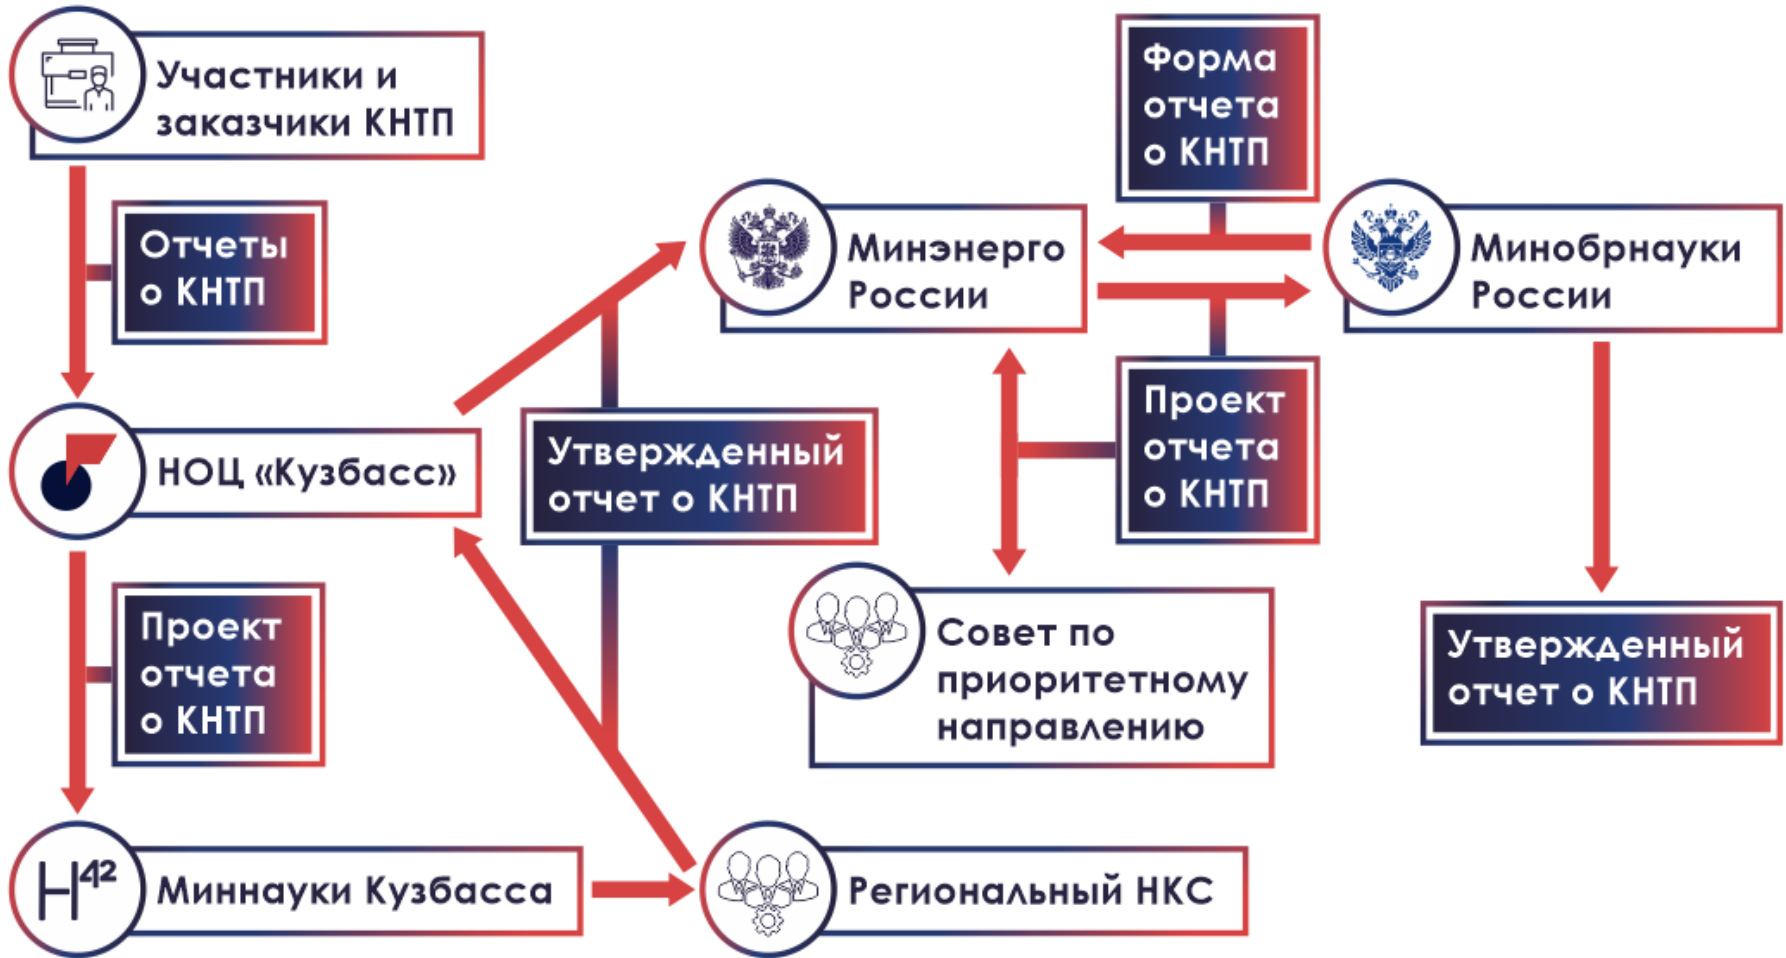 Участники и
заказчики КНТП
Отчеты
о КНТП
НОЦ «Кузбасс»
Проект
отчета
о КНТП
Н42
Миннауки Кузбасса
Региональный НКС
Утвержденный
отчет о КНТП
Минэнерго
России
Форма
отчета
о КНТП
Минобрнауки
России
Проект
отчета
о КНТП
Совет по
приоритетному
направлению
Утвержденный
отчет о КНТП